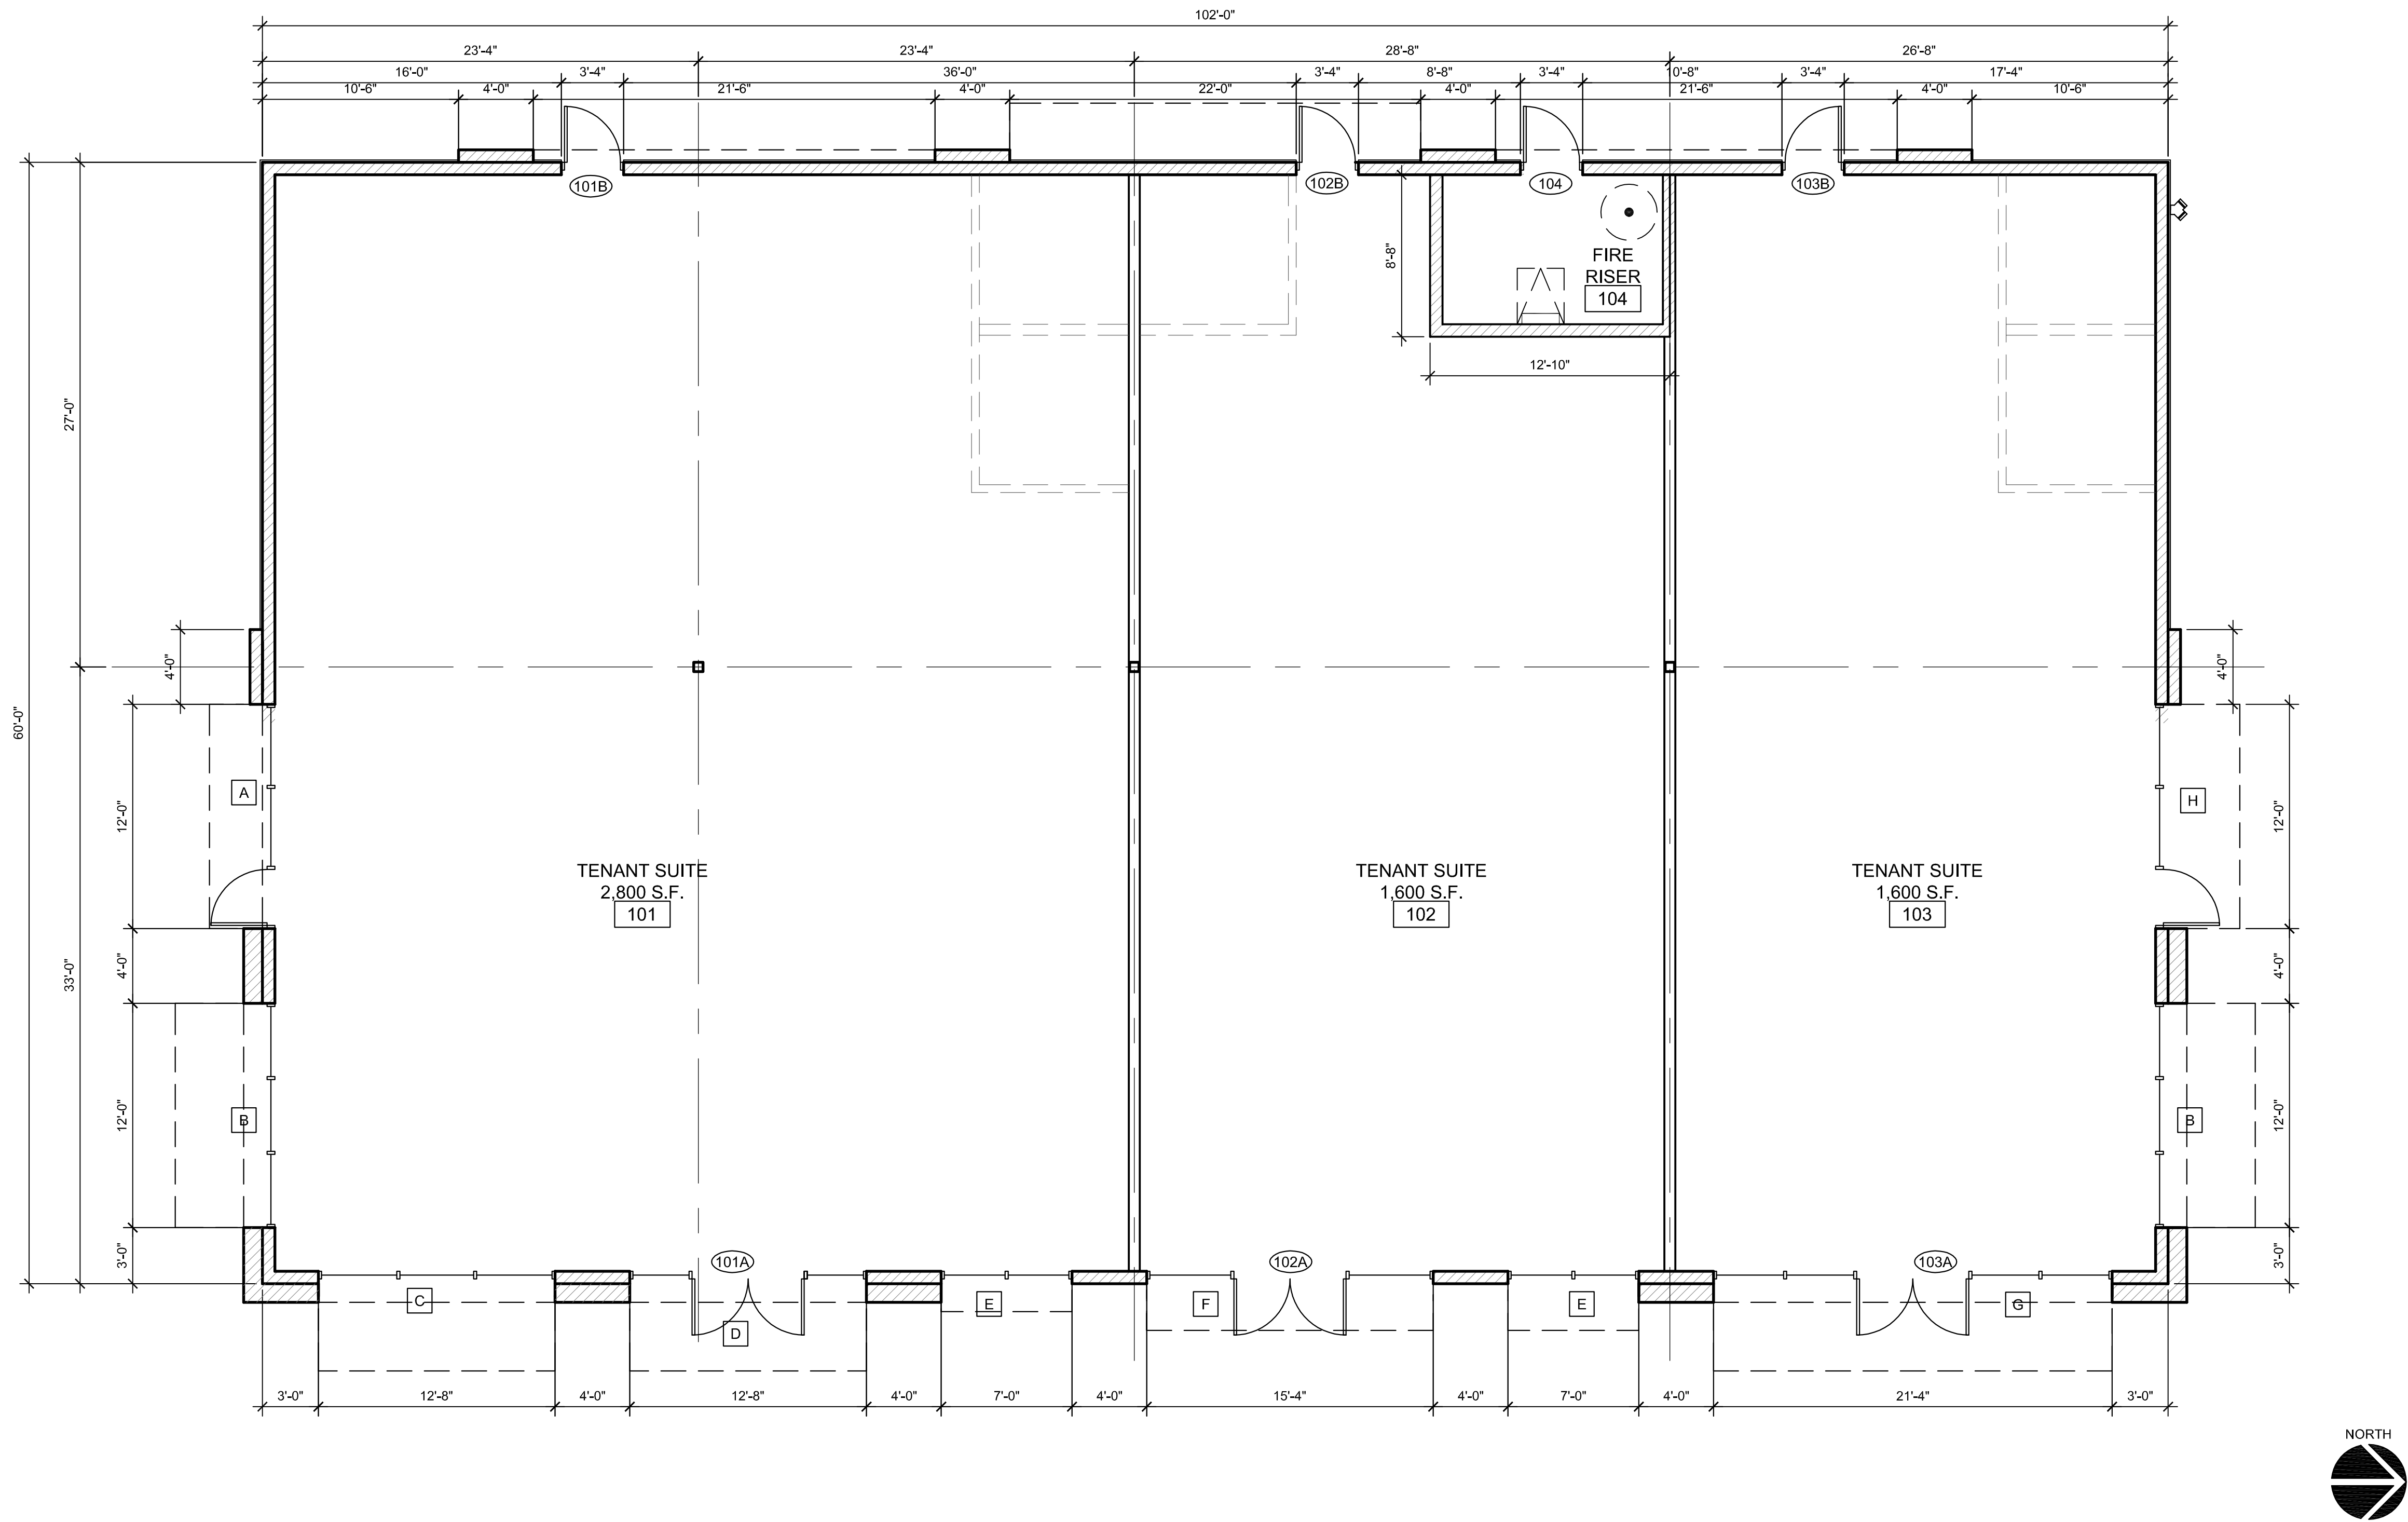 102'-0"
23'-4" 23'-4" 28'-8" 26'-8"
16'-0" 3'-4" 36'-0" 3'-4" 8'-8" 3'-4" 10'-8" 3'-4" 17'-4"
10'-6" 4'-0" 21'-6" 4'-0" 22'-0" 4'-0" 21'-6" 4'-0" 10'-6"
101B 102B 104 103B
8'-8"
FIRE
RISER
104
12'-10"
27'-0"
4'-0" 4'-0"
60'-0"
A H
12'-0" 12'-0"
TENANT SUITE
2,800 S.F.
101
TENANT SUITE
1,600 S.F.
102
TENANT SUITE
1,600 S.F.
103
33'-0"
4'-0" 4'-0"
12'-0" B B 12'-0"
3'-0" 3'-0"
101A 102A 103A
C E F E G
D
3'-0" 12'-8" 4'-0" 12'-8" 4'-0" 7'-0" 4'-0" 15'-4" 4'-0" 7'-0" 4'-0" 21'-4" 3'-0"
NORTH